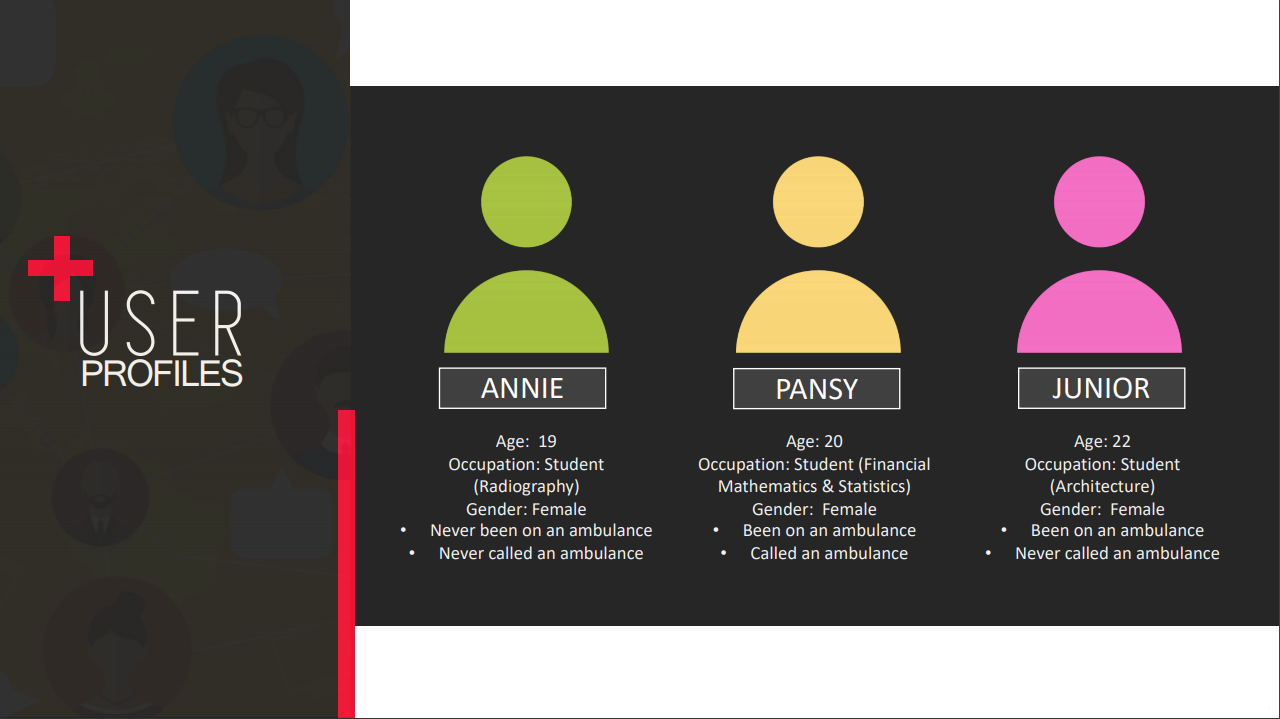 USER
PROFILES
ANNIE
Age:  19
Occupation: Student
(Radiography)
Gender: Female
• Never been on an ambulance
• Never called an ambulance
PANSY
Age: 20
Occupation: Student (Financial
Mathematics & Statistics)
Gender:  Female
• Been on an ambulance
• Called an ambulance
JUNIOR
Age: 22
Occupation: Student
(Architecture)
Gender:  Female
• Been on an ambulance
• Never called an ambulance